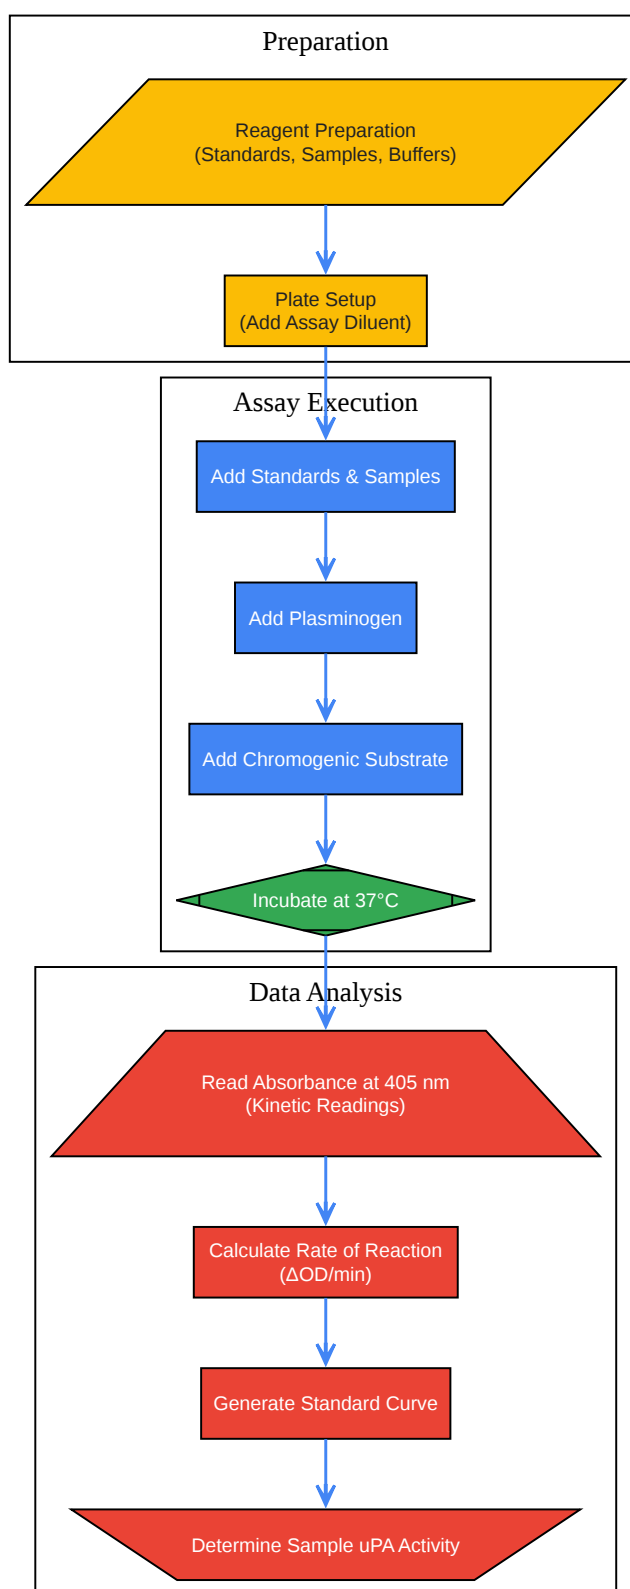 Preparation
Reagent Preparation
(Standards, Samples, Buffers)
Plate Setup
(Add Assay Diluent)
Assay Execution
Add Standards & Samples
Add Plasminogen
Add Chromogenic Substrate
Incubate at 37°C
Data Analysis
Read Absorbance at 405 nm
(Kinetic Readings)
Calculate Rate of Reaction
(ΔOD/min)
Generate Standard Curve
Determine Sample uPA Activity